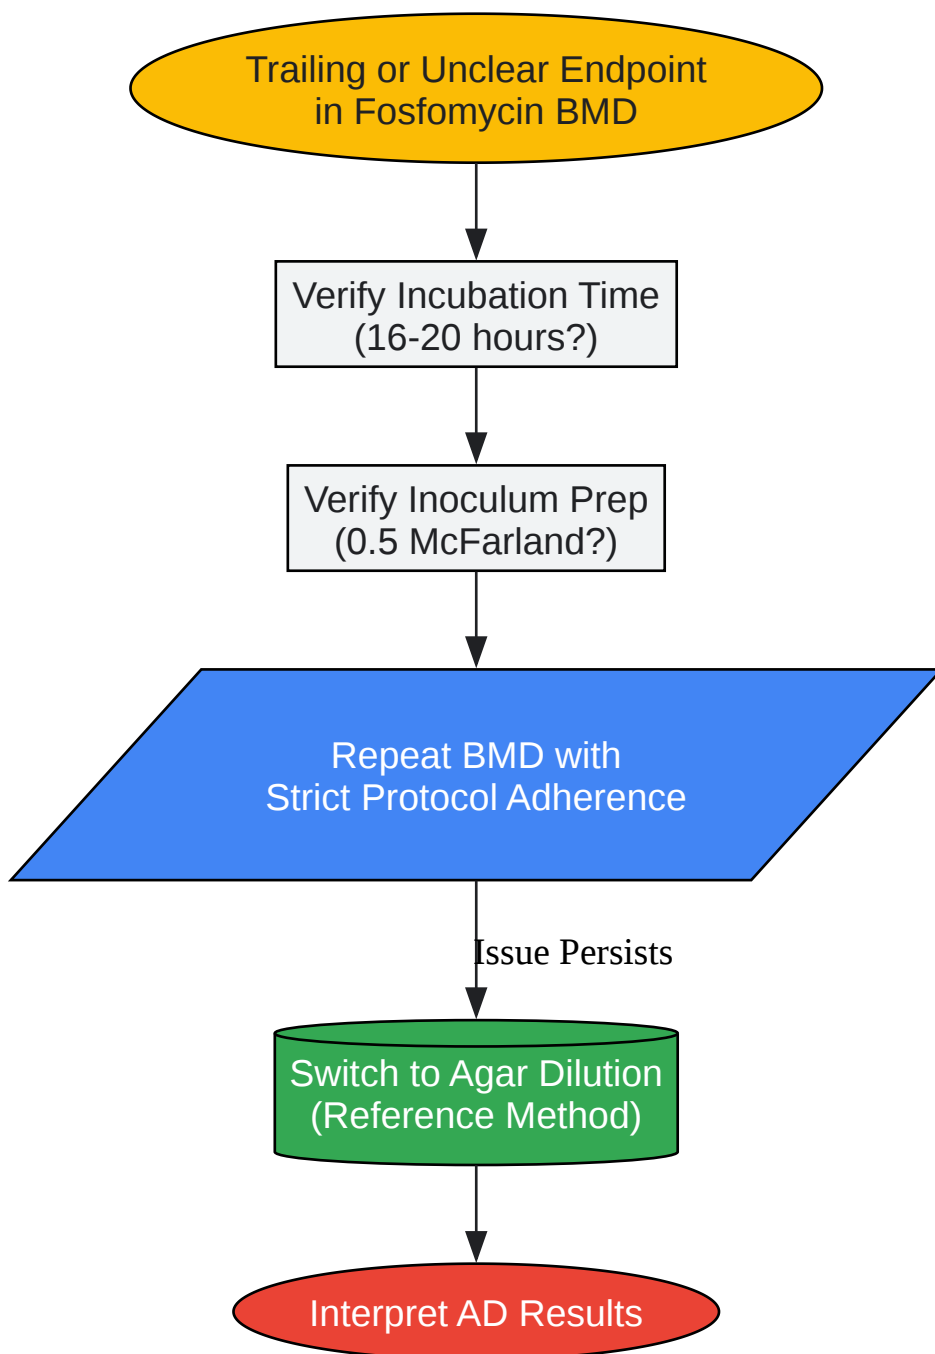 Trailing or Unclear Endpoint
in Fosfomycin BMD
Verify Incubation Time
(16-20 hours?)
Verify Inoculum Prep
(0.5 McFarland?)
Repeat BMD with
Strict Protocol Adherence
Issue Persists
Switch to Agar Dilution
(Reference Method)
Interpret AD Results